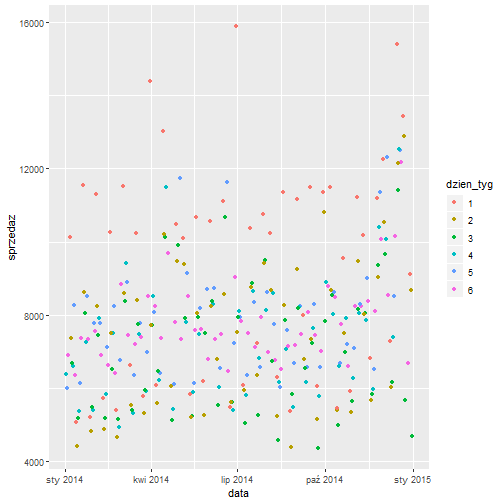 16000
12000
8000
4000
sprzedaz
sty 2014
kwi 2014
lip 2014
paź 2014
sty 2015
data
dzien_tyg
1
2
3
4
5
6